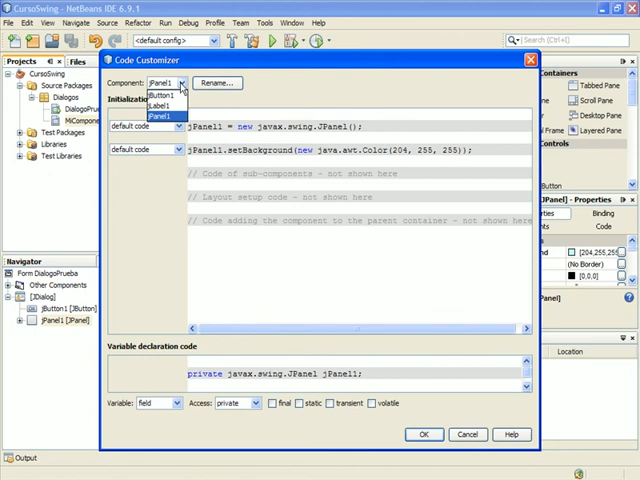 CursoSwing - NetBeans IDE 6.9.1
File Edit View Navigate Source Refactor Run Debug Profile Team Tools Window Help
<default config>
Search (Ctrl+I)
Projects
CursoSwing
Source Packages
Dialogos
DialogoPrue
MiCompone
Test Packages
Libraries
Test Libraries
Navigator
Form DialogoPrueba
Other Components
[JDialog]
jButton1 [JButton]
jPanel1 [JPanel]
Code Customizer
Component: jPanel1 Rename...
jButton1
jLabel1
jPanel1
Initialization
default code jPanel1 = new javax.swing.JPanel();
default code jPanel1.setBackground(new java.awt.Color(204, 255, 255));
// Code of sub-components - not shown here
// Layout setup code - not shown here
// Code adding the component to the parent container - not shown here
Variable declaration code
private javax.swing.JPanel jPanel1;
Variable: field Access: private final static transient volatile
OK Cancel Help
Containers
Tabbed Pane
Scroll Pane
Desktop Pane
Layered Pane
Controls
Button
[JPanel] - Properties
Binding
Code
[204,255,255
(No Border)
[0,0,0]
Location
Output